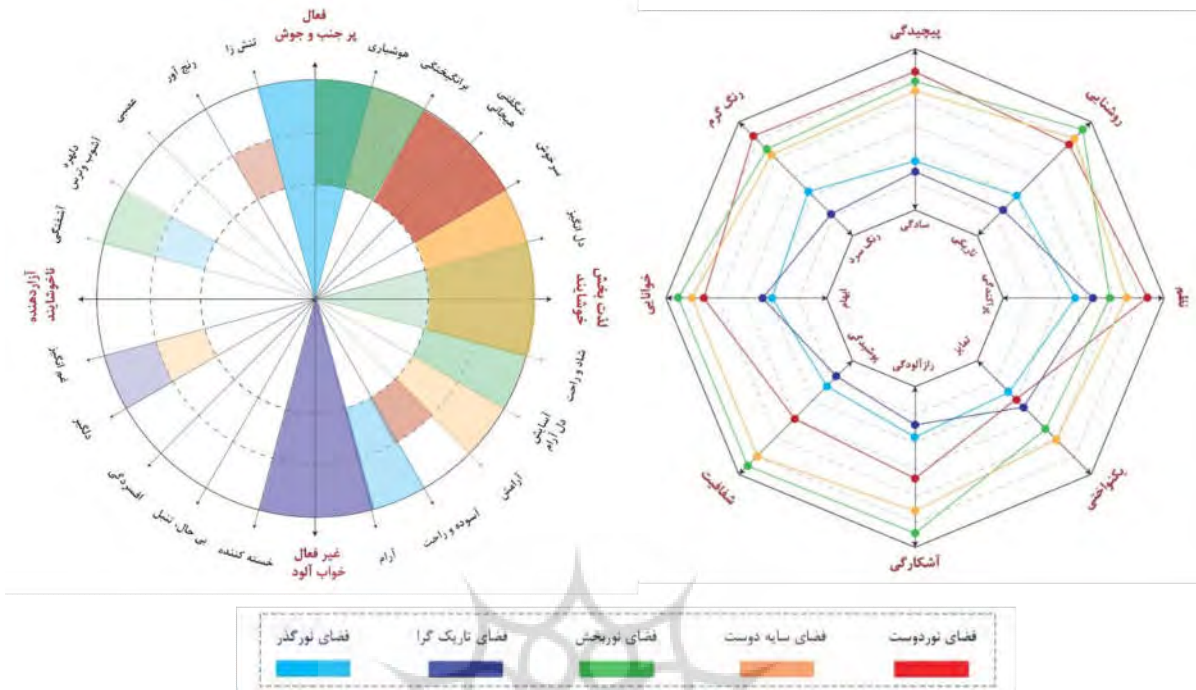 فعال
پر جنب و جوش
هوشیاری
برانگیختگی
شگفتی
هیجانی
سرخوش
دل انگیز
لذت بخش
خوشایند
شاد و راحت
آسایش
دل آرام
آرامش
آسوده و راحت
آرام
غیر فعال
خواب آلود
خسته کننده
بی حال، تنبل
افسردگی
دلگیر
غم انگیز
آزاردهنده
ناخوشایند
آشفتگی
دلهره
آشوب و ترس
عصبی
رنج آور
تنش زا
پیچیدگی
روشنایی
نظم
یکنواختی
آشکارگی
شفافیت
خوانایی
رنگ گرم
سادگی
تاریکی
پراکندگی
تمایز
رازآلودگی
پوشیدگی
ابهام
رنگ سرد
فضای نوردوست
فضای سایه دوست
فضای نوربخش
فضای تاریک گرا
فضای نورگذر